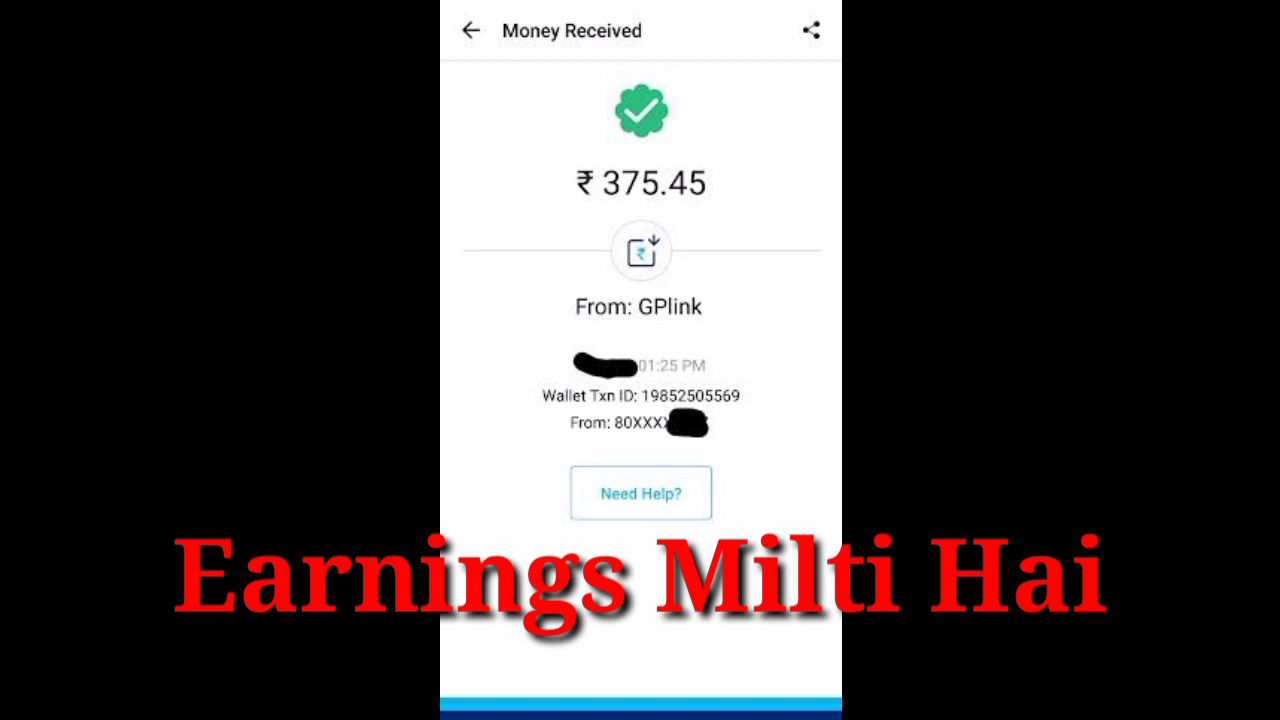 Money Received
₹ 375.45
₹
From: GPlink
01:25 PM
Wallet Txn ID: 19852505569
From: 80XXX
Need Help?
Earnings Milti Hai